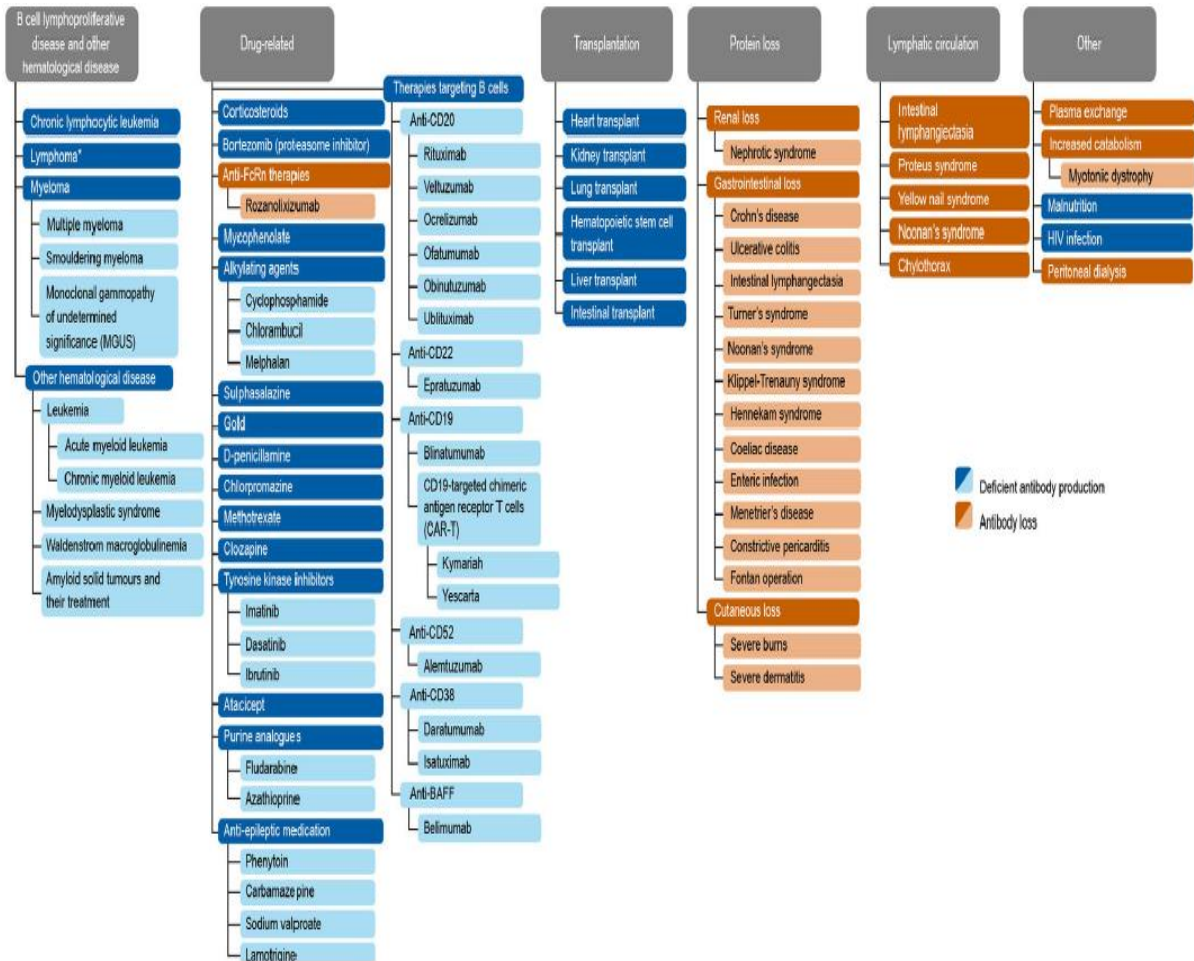 B cell lymphoproliferative
disease and other
hematological disease
Chronic lymphocytic leukemia
Lymphoma*
Myeloma
Multiple myeloma
Smouldering myeloma
Monoclonal gammopathy
of undetermined
significance (MGUS)
Other hematological disease
Leukemia
Acute myeloid leukemia
Chronic myeloid leukemia
Myelodysplastic syndrome
Waldenstrom macroglobulinemia
Amyloid solid tumours and
their treatment
Drug-related
Corticosteroids
Bortezomib (proteasome inhibitor)
Anti-FcRn therapies
Rozanolixizumab
Mycophenolate
Alkylating agents
Cyclophosphamide
Chlorambucil
Melphalan
Sulphasalazine
Gold
D-penicillamine
Chlorpromazine
Methotrexate
Clozapine
Tyrosine kinase iinhibitors
Imatinib
Dasatinib
Ibrutinib
Atacicept
Purine analogues
Fludarabine
Azathioprine
Anti-epileptic medication
Phenytoin
Carbamazepine
Sodium valproate
Lamotrigine
Therapies targeting B cells
Anti-CD20
Rituximab
Veltuzumab
Ocrelizumab
Ofatumumab
Obinutuzumab
Ublituximab
Anti-CD22
Epratuzumab
Anti-CD19
Blinatumumab
CD19-targeted chimeric
antigen receptor T cells
(CAR-T)
Kymariah
Yescarta
Anti-CD52
Alemtuzumab
Anti-CD38
Daratumumab
Isatuximab
Anti-BAFF
Belimumab
Transplantation
Heart transplant
Kidney transplant
Lung transplant
Hematopoietic stem cell
transplant
Liver transplant
Intestinal transplant
Protein loss
Renal loss
Nephrotic syndrome
Gastrointestinal loss
Crohn's disease
Ulcerative colitis
Intestinal lymphangectasia
Turner's syndrome
Noonan's syndrome
Klippel-Trenauny syndrome
Hennekam syndrome
Coeliac disease
Enteric infection
Menetrier's disease
Constrictive pericarditis
Fontan operation
Cutaneous loss
Severe burns
Severe dermatitis
Lymphatic circulation
Intestinal
lymphangiectasia
Proteus syndrome
Yellow nail syndrome
Noonan's syndrome
Chylothorax
Other
Plasma exchange
Increased catabolism
Myotonic dystrophy
Malnutrition
HIV infection
Peritoneal dialysis
Deficient antibody production
Antibody loss